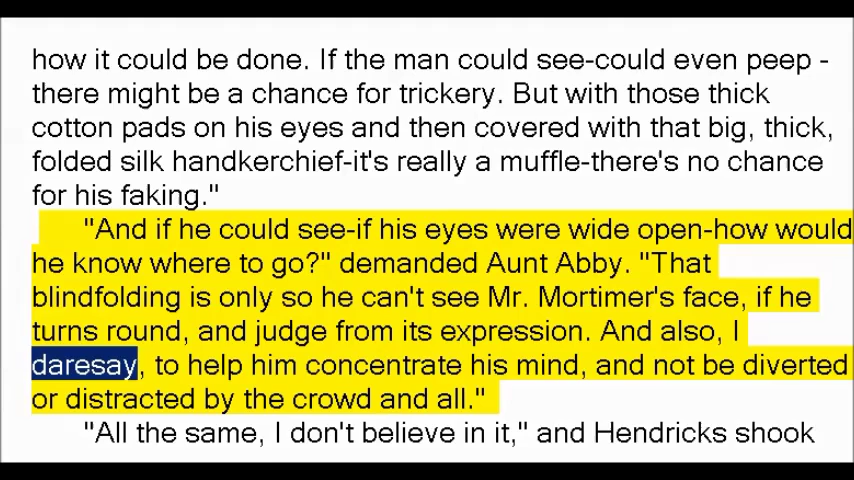 how it could be done. If the man could see-could even peep -
there might be a chance for trickery. But with those thick
cotton pads on his eyes and then covered with that big, thick,
folded silk handkerchief-it's really a muffle-there's no chance
for his faking."
"And if he could see-if his eyes were wide open-how would
he know where to go?" demanded Aunt Abby. "That
blindfolding is only so he can't see Mr. Mortimer's face, if he
turns round, and judge from its expression. And also, I
daresay, to help him concentrate his mind, and not be diverted
or distracted by the crowd and all."
"All the same, I don't believe in it," and Hendricks shook